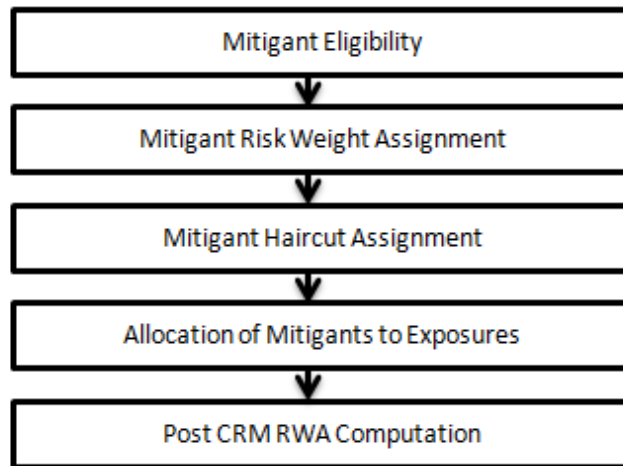 Mitigant Eligibility
Mitigant Risk Weight Assignment
Mitigant Haircut Assignment
Allocation of Mitigants to Exposures
Post CRM RWA Computation